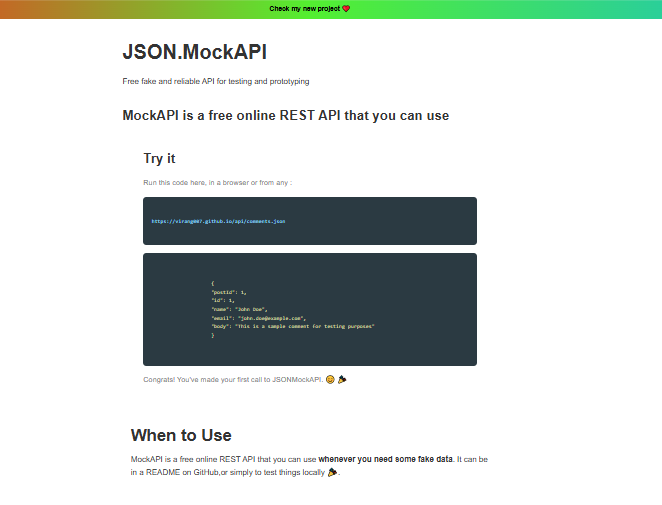 Check my new project ❤️
JSON.MockAPI
Free fake and reliable API for testing and prototyping
MockAPI is a free online REST API that you can use
Try it
Run this code here, in a browser or from any :
https://virang087.github.io/api/comments.json
{
"postId": 1,
"id": 1,
"name": "John Doe",
"email": "john.doe@example.com",
"body": "This is a sample comment for testing purposes"
}
Congrats! You've made your first call to JSONMockAPI. 😊 🎉
When to Use
MockAPI is a free online REST API that you can use whenever you need some fake data. It can be
in a README on GitHub,or simply to test things locally 🎉.